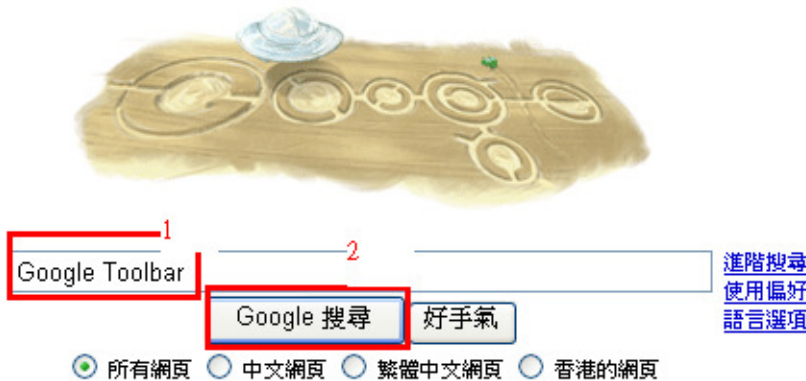 1
2
Google Toolbar
進階搜尋
使用偏好
語言選項
Google 搜尋
好手氣
所有網頁 中文網頁 繁體中文網頁 香港的網頁